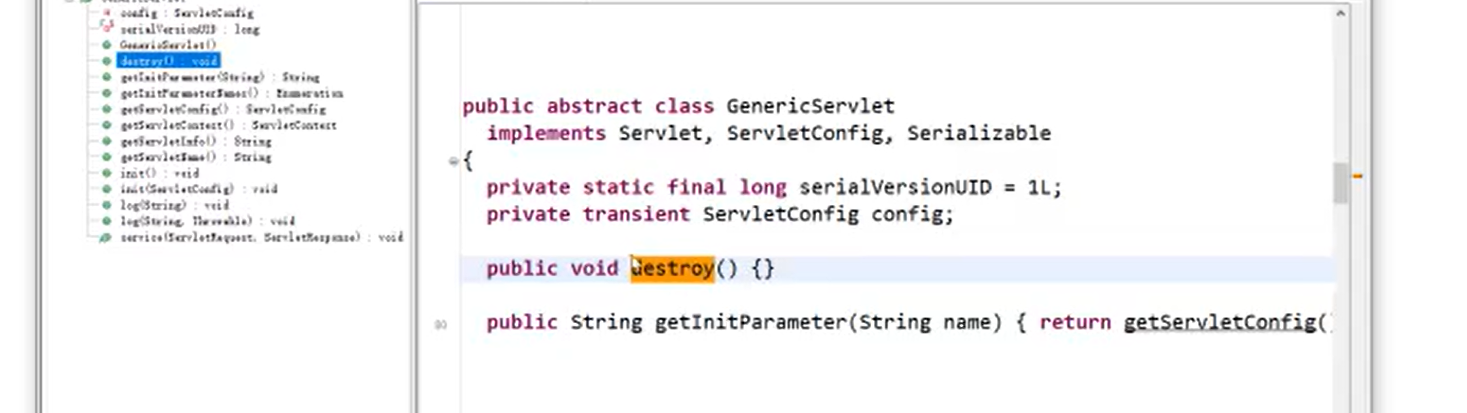 config : ServletConfig
serialVersionUID : long
GenericServlet()
destroy() : void
getInitParameter(String) : String
getInitParameterNames() : Enumeration
getServletConfig() : ServletConfig
getServletContext() : ServletContext
getServletInfo() : String
getServletName() : String
init() : void
init(ServletConfig) : void
log(String) : void
log(String, Throwable) : void
service(ServletRequest, ServletResponse) : void
public abstract class GenericServlet
implements Servlet, ServletConfig, Serializable
{
private static final long serialVersionUID = 1L;
private transient ServletConfig config;
public void destroy() {}
public String getInitParameter(String name) { return getServletConfig()